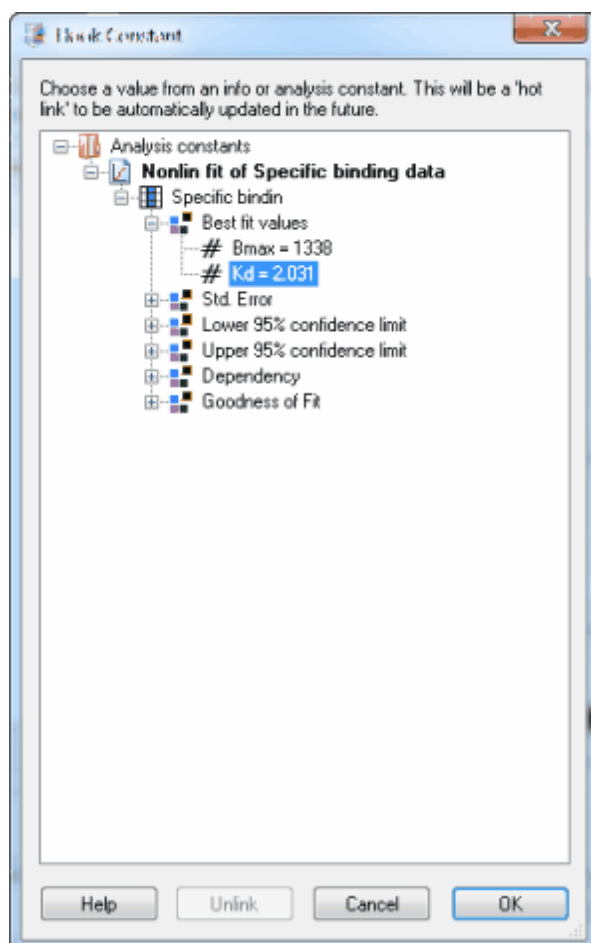 Hook Constant
Choose a value from an info or analysis constant. This will be a 'hot
link' to be automatically updated in the future.
Analysis constants
Nonlin fit of Specific binding data
Specific bindin
Best fit values
# Bmax = 1338
# Kd = 2.031
Std. Error
Lower 95% confidence limit
Upper 95% confidence limit
Dependency
Goodness of Fit
Help
Unlink
Cancel
OK